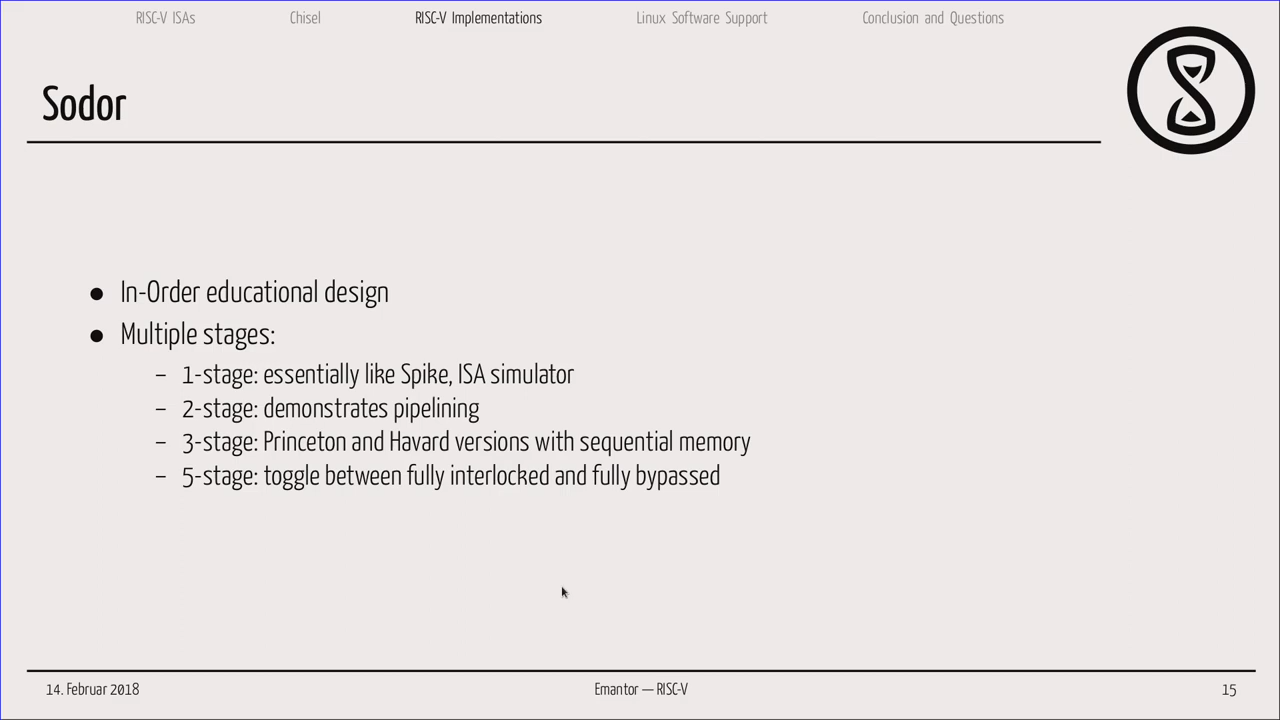 RISC-V ISAs Chisel RISC-V Implementations Linux Software Support Conclusion and Questions
Sodor
● In-Order educational design
● Multiple stages:
– 1-stage: essentially like Spike, ISA simulator
– 2-stage: demonstrates pipelining
– 3-stage: Princeton and Havard versions with sequential memory
– 5-stage: toggle between fully interlocked and fully bypassed
14. Februar 2018 Emantor — RISC-V 15